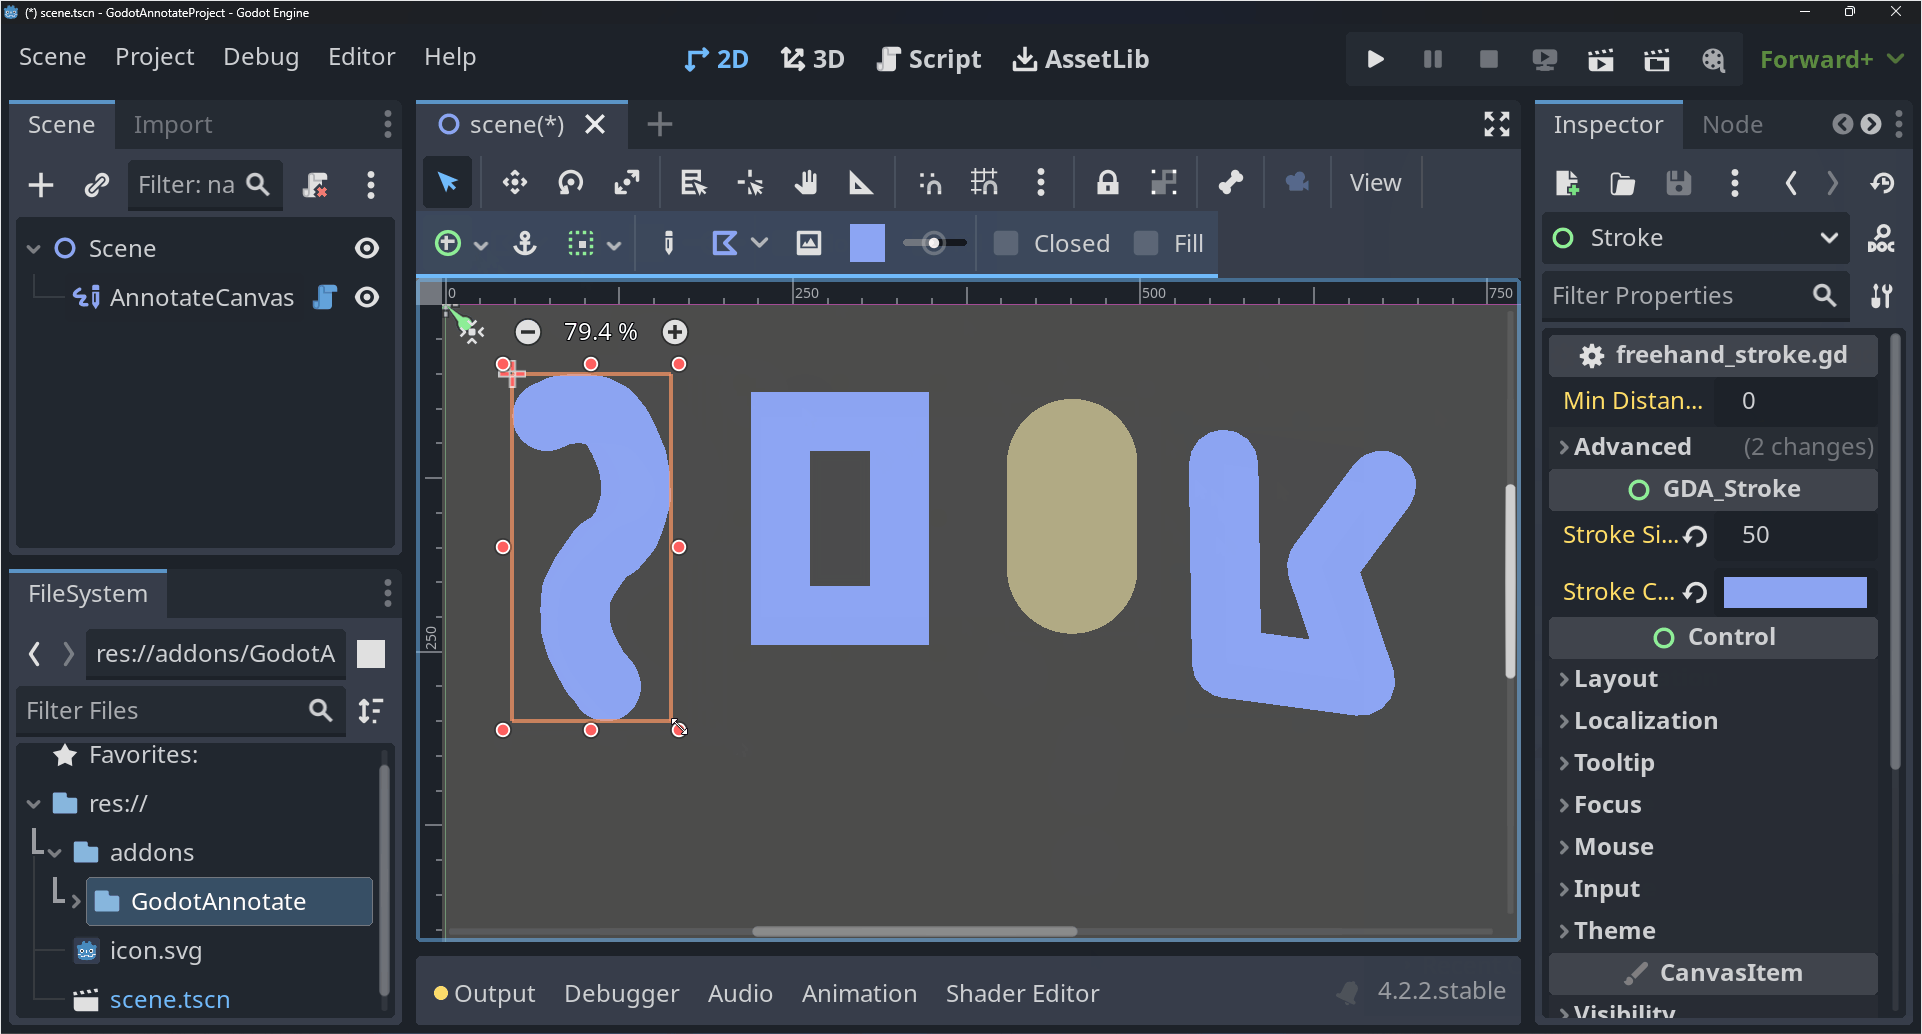 (*) scene.tscn - GodotAnnotateProject - Godot Engine
Scene Project Debug Editor Help
2D 3D Script AssetLib
Forward+
Scene Import
scene(*)
Inspector Node
Filter: na
View
Closed Fill
Stroke
Scene
AnnotateCanvas
Filter Properties
0 250 500 750
79.4 %
250
freehand_stroke.gd
Min Distan... 0
Advanced (2 changes)
GDA_Stroke
Stroke Si... 50
Stroke C...
Control
Layout
Localization
Tooltip
Focus
Mouse
Input
Theme
CanvasItem
Visibility
FileSystem
res://addons/GodotA
Filter Files
Favorites:
res://
addons
GodotAnnotate
icon.svg
scene.tscn
Output Debugger Audio Animation Shader Editor
4.2.2.stable